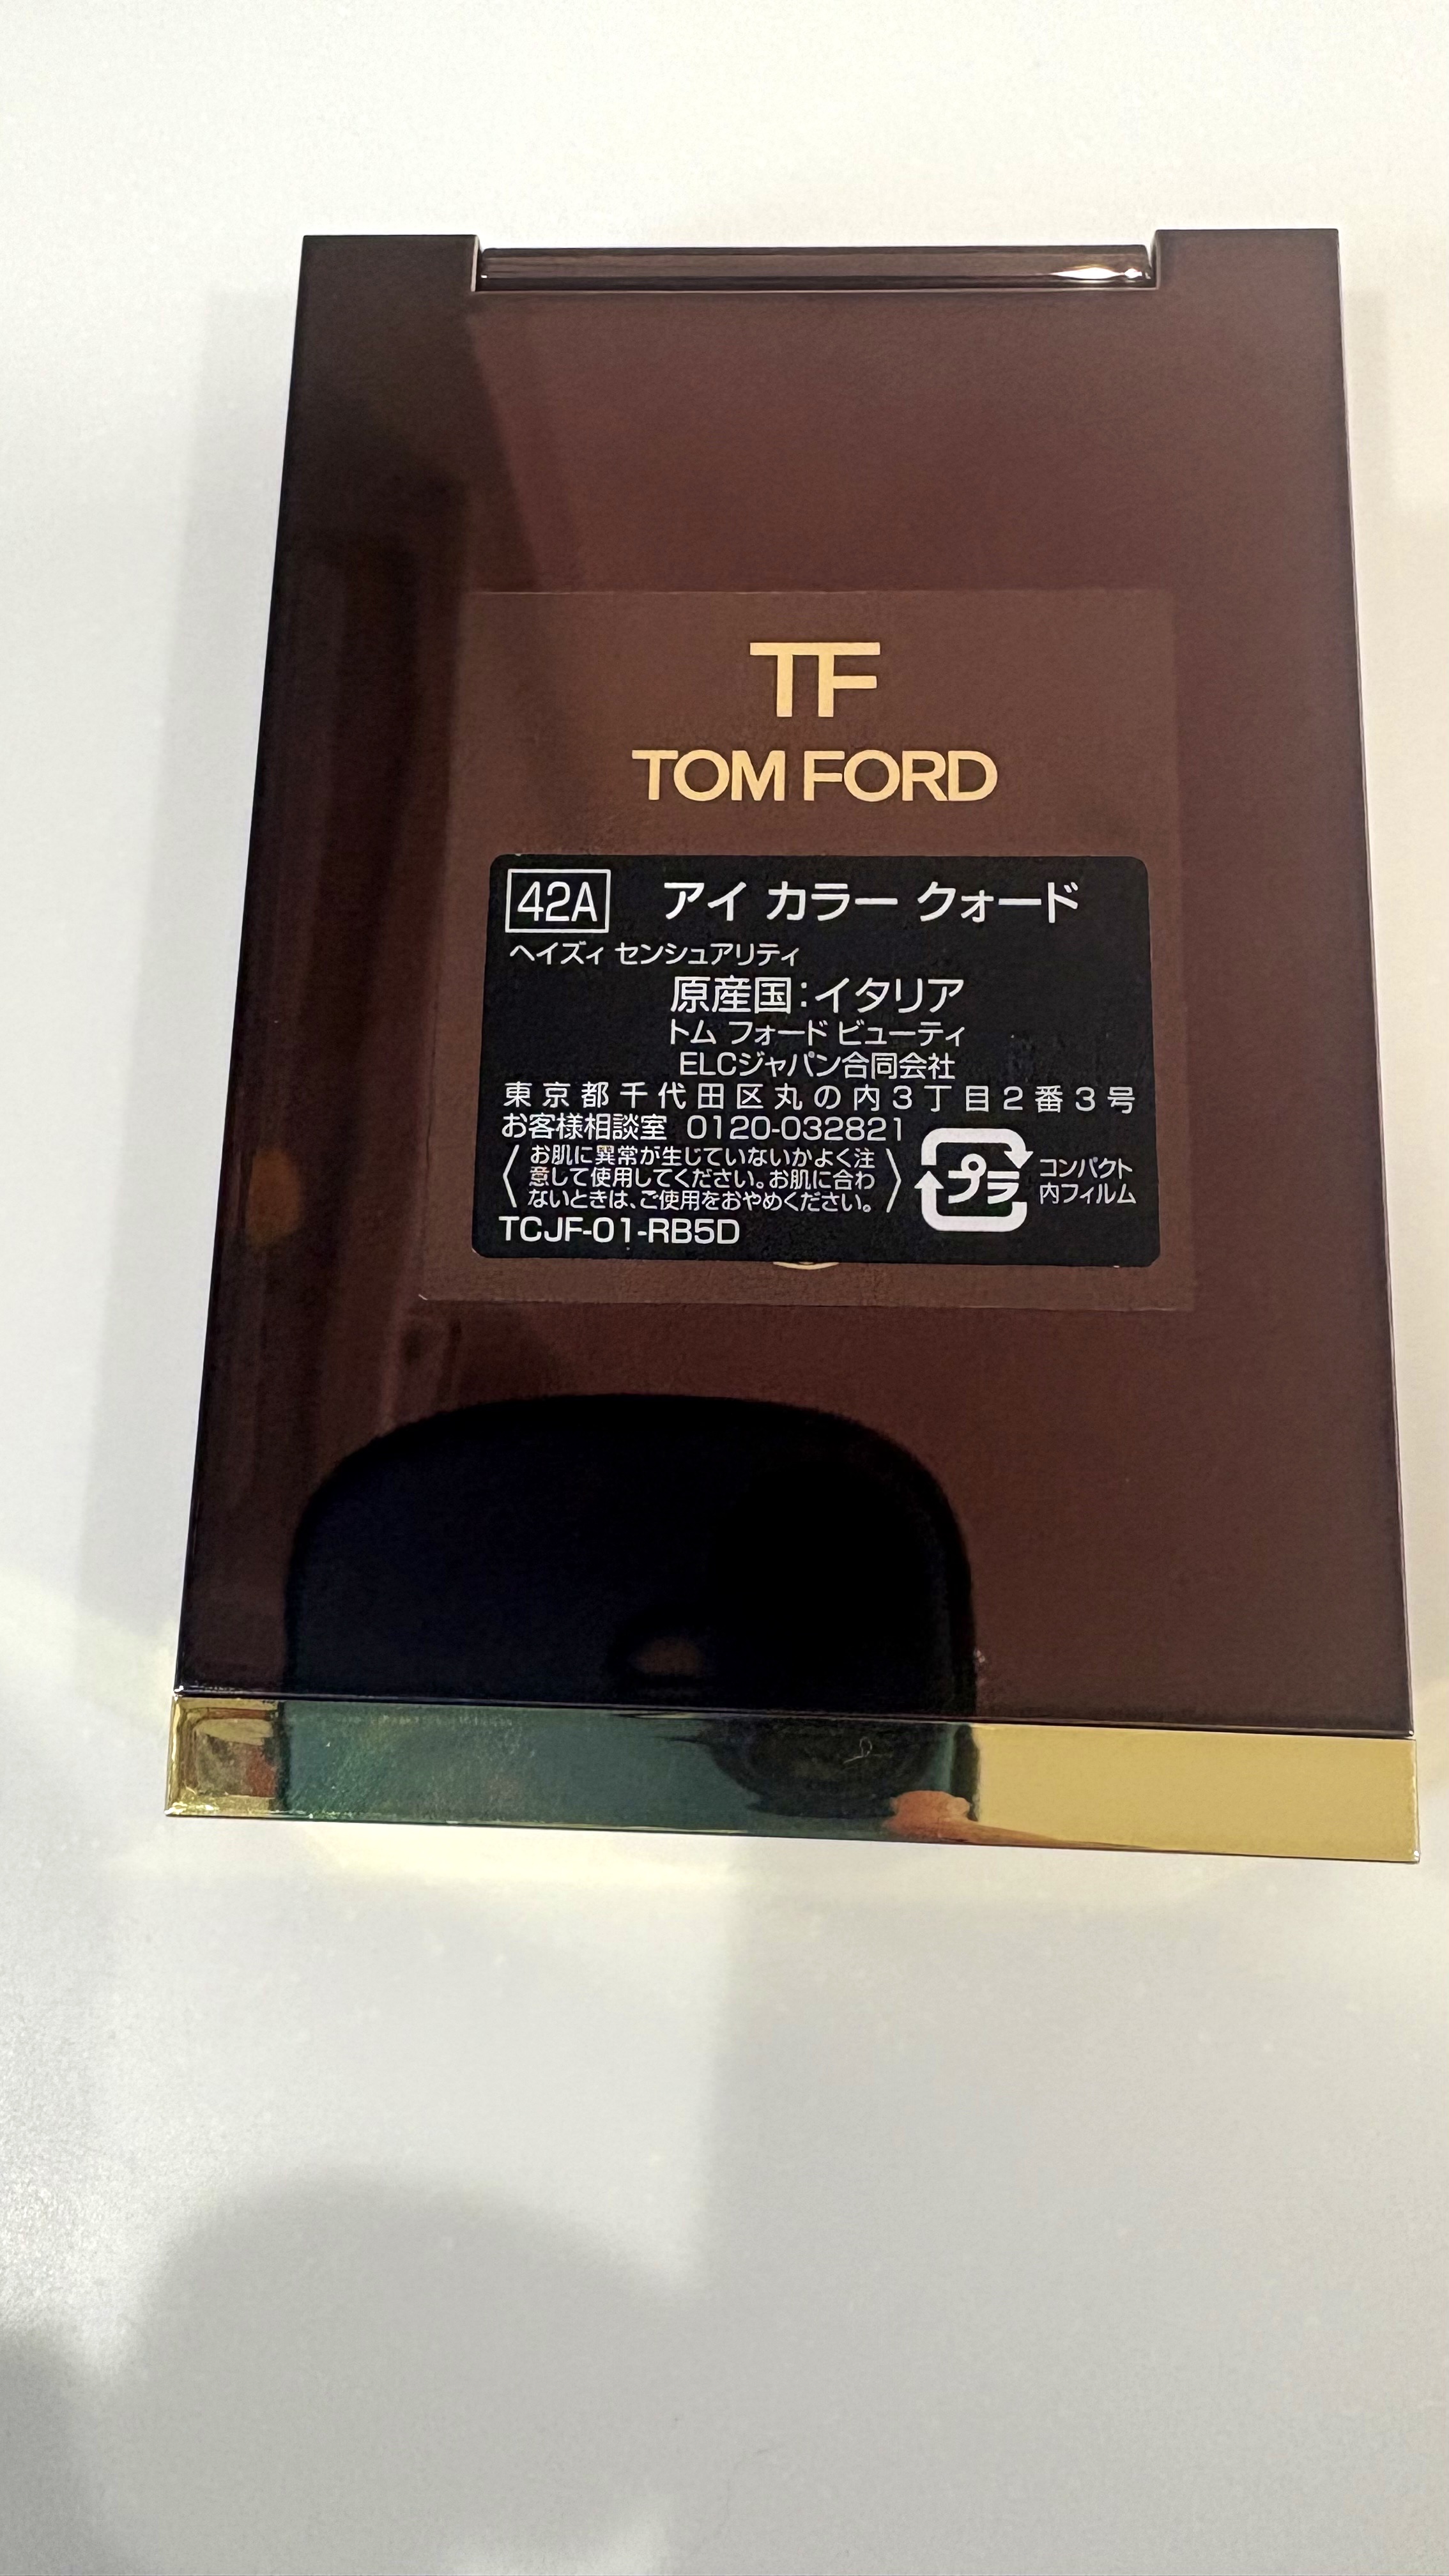 TF
TOM FORD
42A アイ カラー クォード
ヘイズィ センシュアリティ
原産国：イタリア
トム フォード ビューティ
ELCジャパン合同会社
東京都千代田区丸の内3丁目2番3号
お客様相談室 0120-032821
〈お肌に異常が生じていないかよく注
意して使用してください。お肌に合わ
ないときは、ご使用をおやめください。〉
プラ
コンパクト
内フィルム
TCJF-01-RB5D